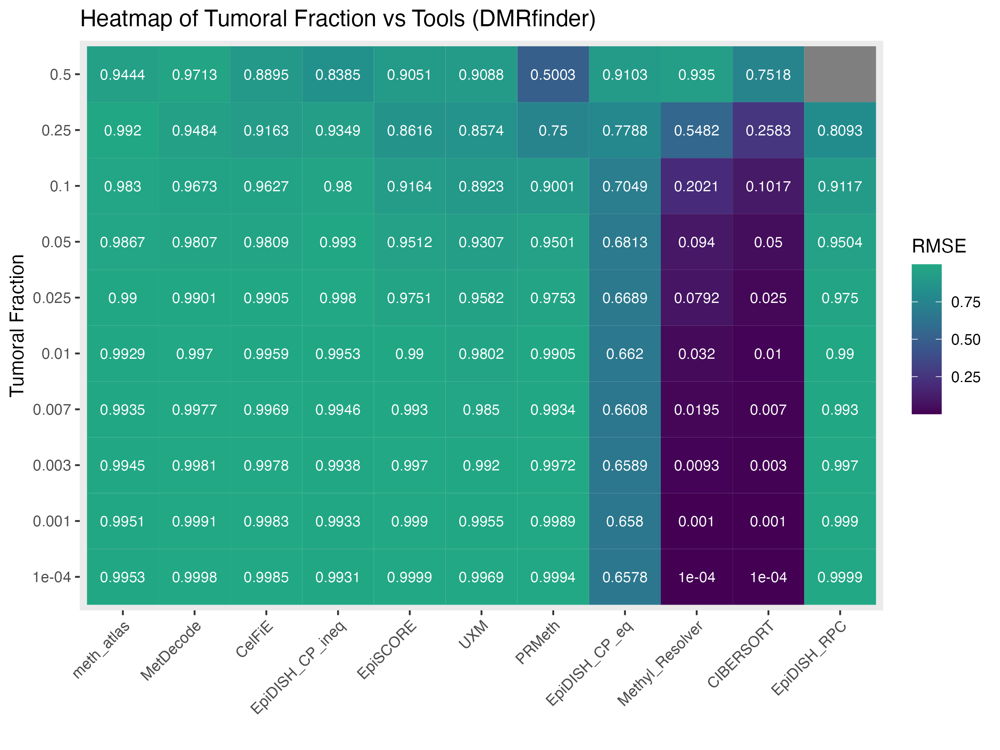 Heatmap of Tumoral Fraction vs Tools (DMRfinder)
Tumoral Fraction
0.5 0.9444 0.9713 0.8895 0.8385 0.9051 0.9088 0.5003 0.9103 0.935 0.7518
0.25 0.992 0.9484 0.9163 0.9349 0.8616 0.8574 0.75 0.7788 0.5482 0.2583 0.8093
0.1 0.983 0.9673 0.9627 0.98 0.9164 0.8923 0.9001 0.7049 0.2021 0.1017 0.9117
0.05 0.9867 0.9807 0.9809 0.993 0.9512 0.9307 0.9501 0.6813 0.094 0.05 0.9504
0.025 0.99 0.9901 0.9905 0.998 0.9751 0.9582 0.9753 0.6689 0.0792 0.025 0.975
0.01 0.9929 0.997 0.9959 0.9953 0.99 0.9802 0.9905 0.662 0.032 0.01 0.99
0.007 0.9935 0.9977 0.9969 0.9946 0.993 0.985 0.9934 0.6608 0.0195 0.007 0.993
0.003 0.9945 0.9981 0.9978 0.9938 0.997 0.992 0.9972 0.6589 0.0093 0.003 0.997
0.001 0.9951 0.9991 0.9983 0.9933 0.999 0.9955 0.9989 0.658 0.001 0.001 0.999
1e-04 0.9953 0.9998 0.9985 0.9931 0.9999 0.9969 0.9994 0.6578 1e-04 1e-04 0.9999
meth_atlas MetDecode CelFiE EpiDISH_CP_ineq EpiSCORE UXM PRMeth EpiDISH_CP_eq Methyl_Resolver CIBERSORT EpiDISH_RPC
RMSE
0.75
0.50
0.25